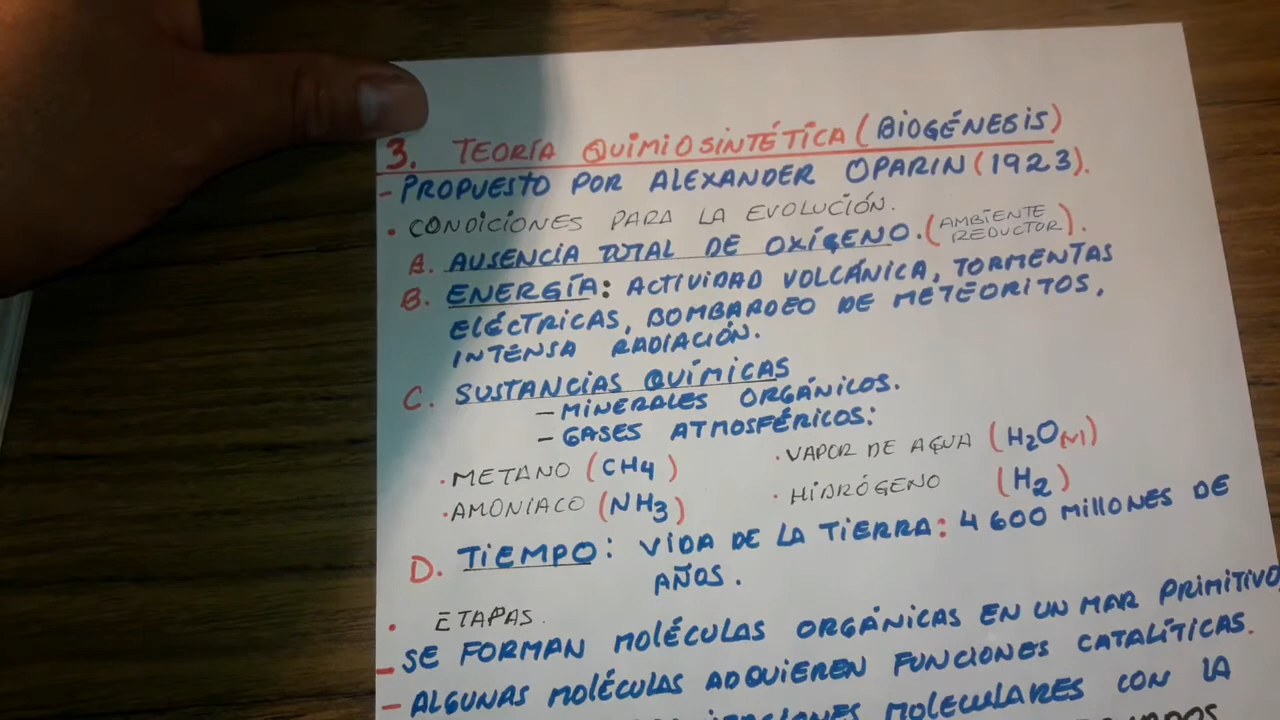 3. TEORÍA QUIMIOSINTÉTICA (BIOGÉNESIS)
- PROPUESTO POR ALEXANDER OPARIN (1923).
• CONDICIONES PARA LA EVOLUCIÓN.
A. AUSENCIA TOTAL DE OXÍGENO. (AMBIENTE REDUCTOR).
B. ENERGÍA: ACTIVIDAD VOLCÁNICA, TORMENTAS
ELÉCTRICAS, BOMBARDEO DE METEORITOS,
INTENSA RADIACIÓN.
C. SUSTANCIAS QUÍMICAS
- MINERALES ORGÁNICOS.
- GASES ATMOSFÉRICOS:
• METANO (CH4) • VAPOR DE AGUA (H2O(v))
• AMONIACO (NH3) • HIDRÓGENO (H2)
D. TIEMPO: VIDA DE LA TIERRA: 4 600 MILLONES DE
AÑOS.
• ETAPAS.
- SE FORMAN MOLÉCULAS ORGÁNICAS EN UN MAR PRIMITIVO
- ALGUNAS MOLÉCULAS ADQUIEREN FUNCIONES CATALÍTICAS.
MOLECULARES CON LA